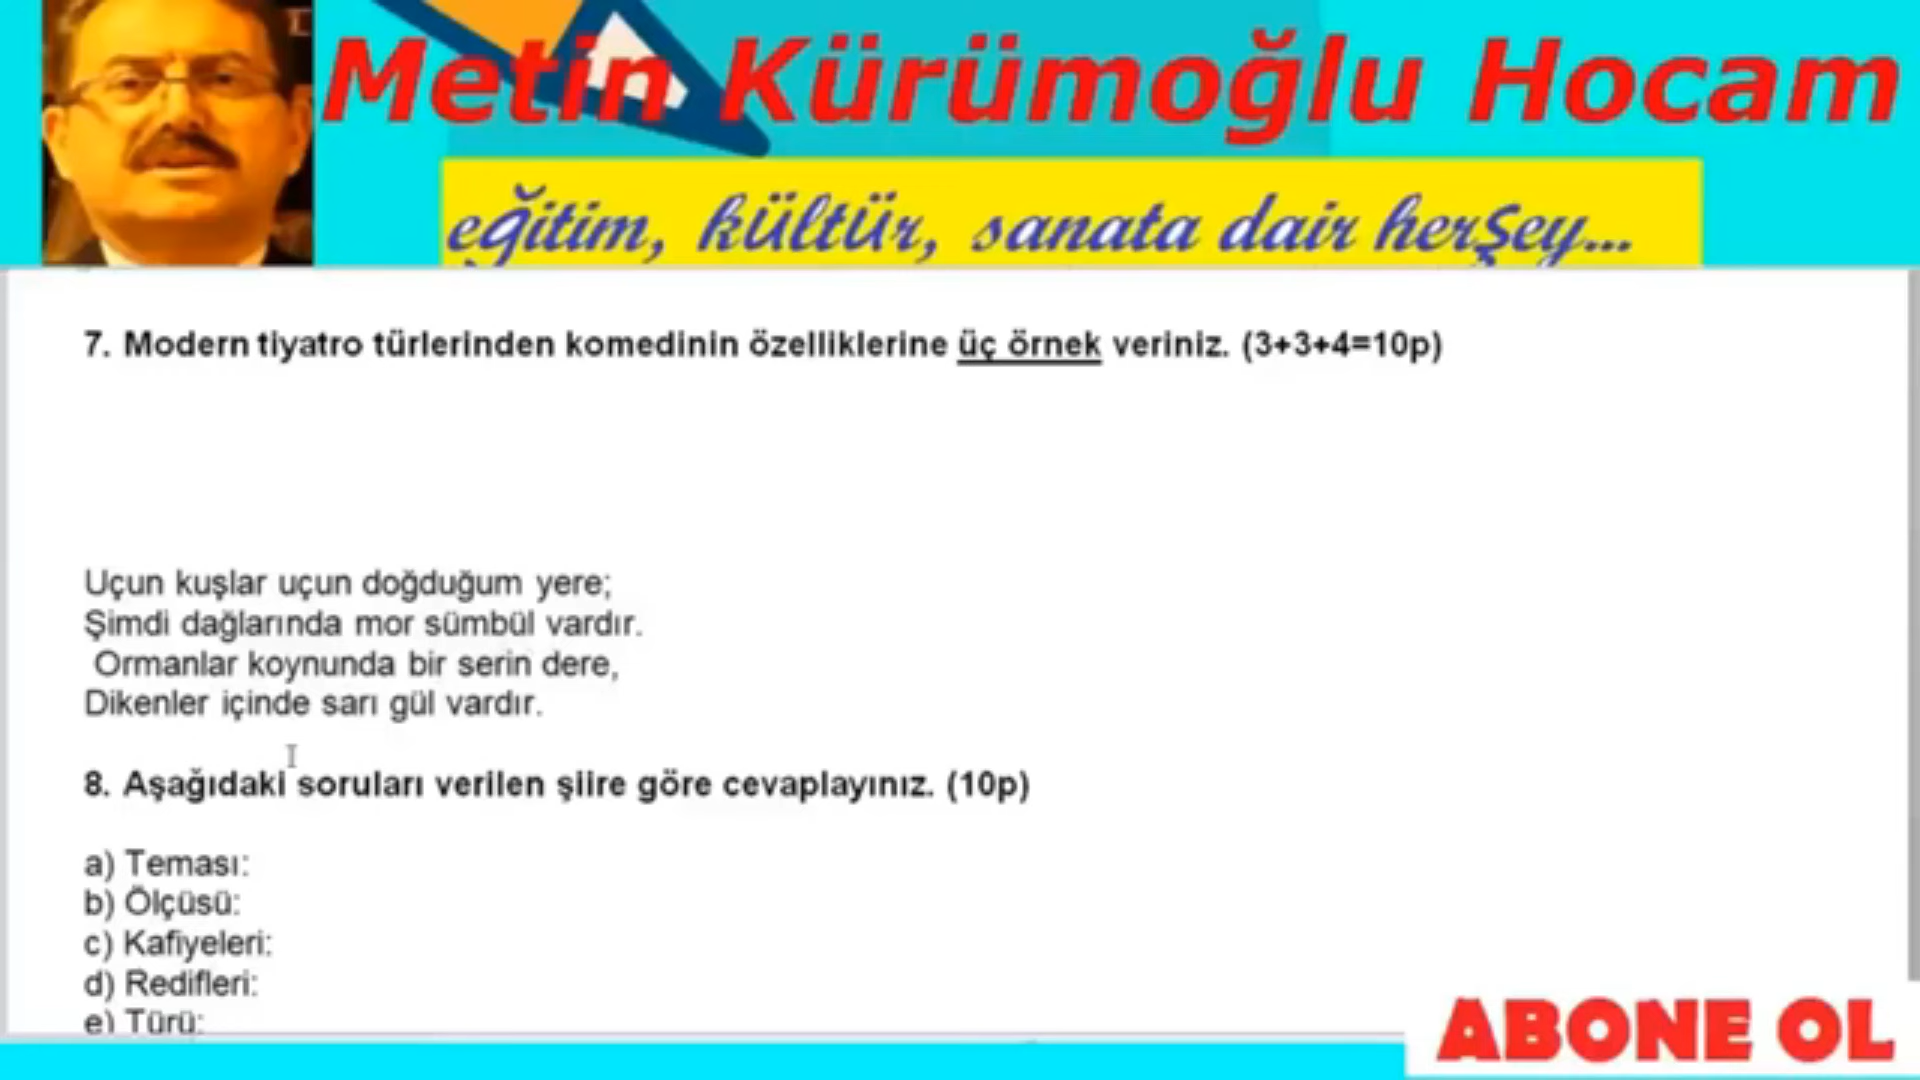 Metin Kürümoğlu Hocam
eğitim, kültür, sanata dair herşey...
7. Modern tiyatro türlerinden komedinin özelliklerine üç örnek veriniz. (3+3+4=10p)
Uçun kuşlar uçun doğduğum yere;
Şimdi dağlarında mor sümbül vardır.
Ormanlar koynunda bir serin dere,
Dikenler içinde sarı gül vardır.
8. Aşağıdaki soruları verilen şiire göre cevaplayınız. (10p)
a) Teması:
b) Ölçüsü:
c) Kafiyeleri:
d) Redifleri:
e) Türü:
ABONE OL